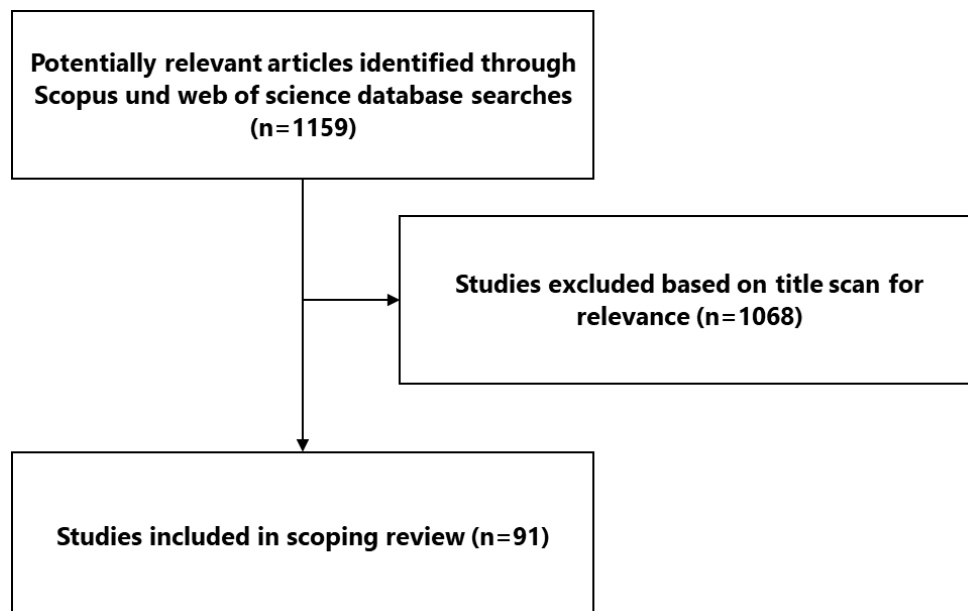 Potentially relevant articles identified through
Scopus und web of science database searches
(n=1159)
Studies excluded based on title scan for
relevance (n=1068)
Studies included in scoping review (n=91)